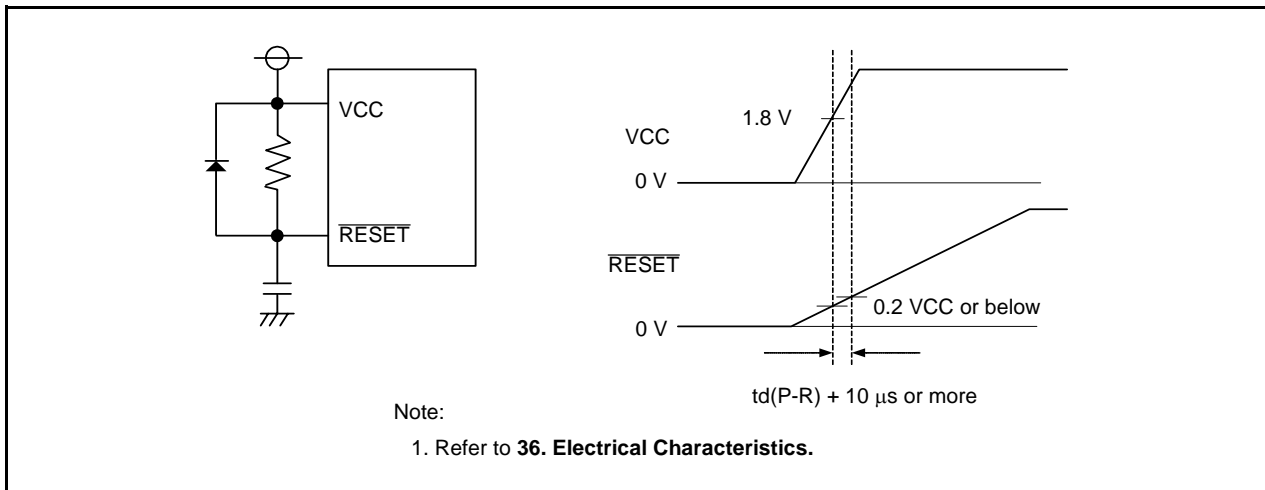 VCC
RESET
VCC
1.8 V
0 V
RESET
0.2 VCC or below
0 V
td(P-R) + 10 μs or more
Note:
1. Refer to 36. Electrical Characteristics.